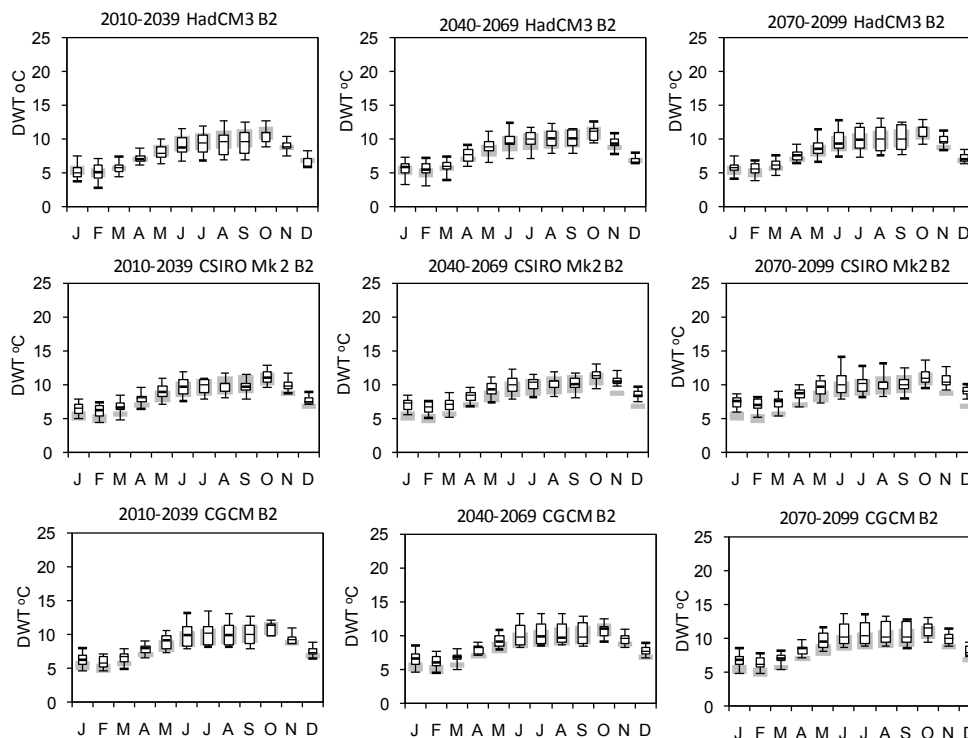 2010-2039 HadCM3 B2
DWT oC
25
20
15
10
5
0
J F M A M J J A S O N D
2040-2069 HadCM3 B2
DWT °C
25
20
15
10
5
0
J F M A M J J A S O N D
2070-2099 HadCM3 B2
DWT °C
25
20
15
10
5
0
J F M A M J J A S O N D
2010-2039 CSIRO Mk 2 B2
DWT °C
25
20
15
10
5
0
J F M A M J J A S O N D
2040-2069 CSIRO Mk2 B2
DWT °C
25
20
15
10
5
0
J F M A M J J A S O N D
2070-2099 CSIRO Mk2 B2
DWT °C
25
20
15
10
5
0
J F M A M J J A S O N D
2010-2039 CGCM B2
DWT °C
25
20
15
10
5
0
J F M A M J J A S O N D
2040-2069 CGCM B2
DWT °C
25
20
15
10
5
0
J F M A M J J A S O N D
2070-2099 CGCM B2
DWT °C
25
20
15
10
5
0
J F M A M J J A S O N D